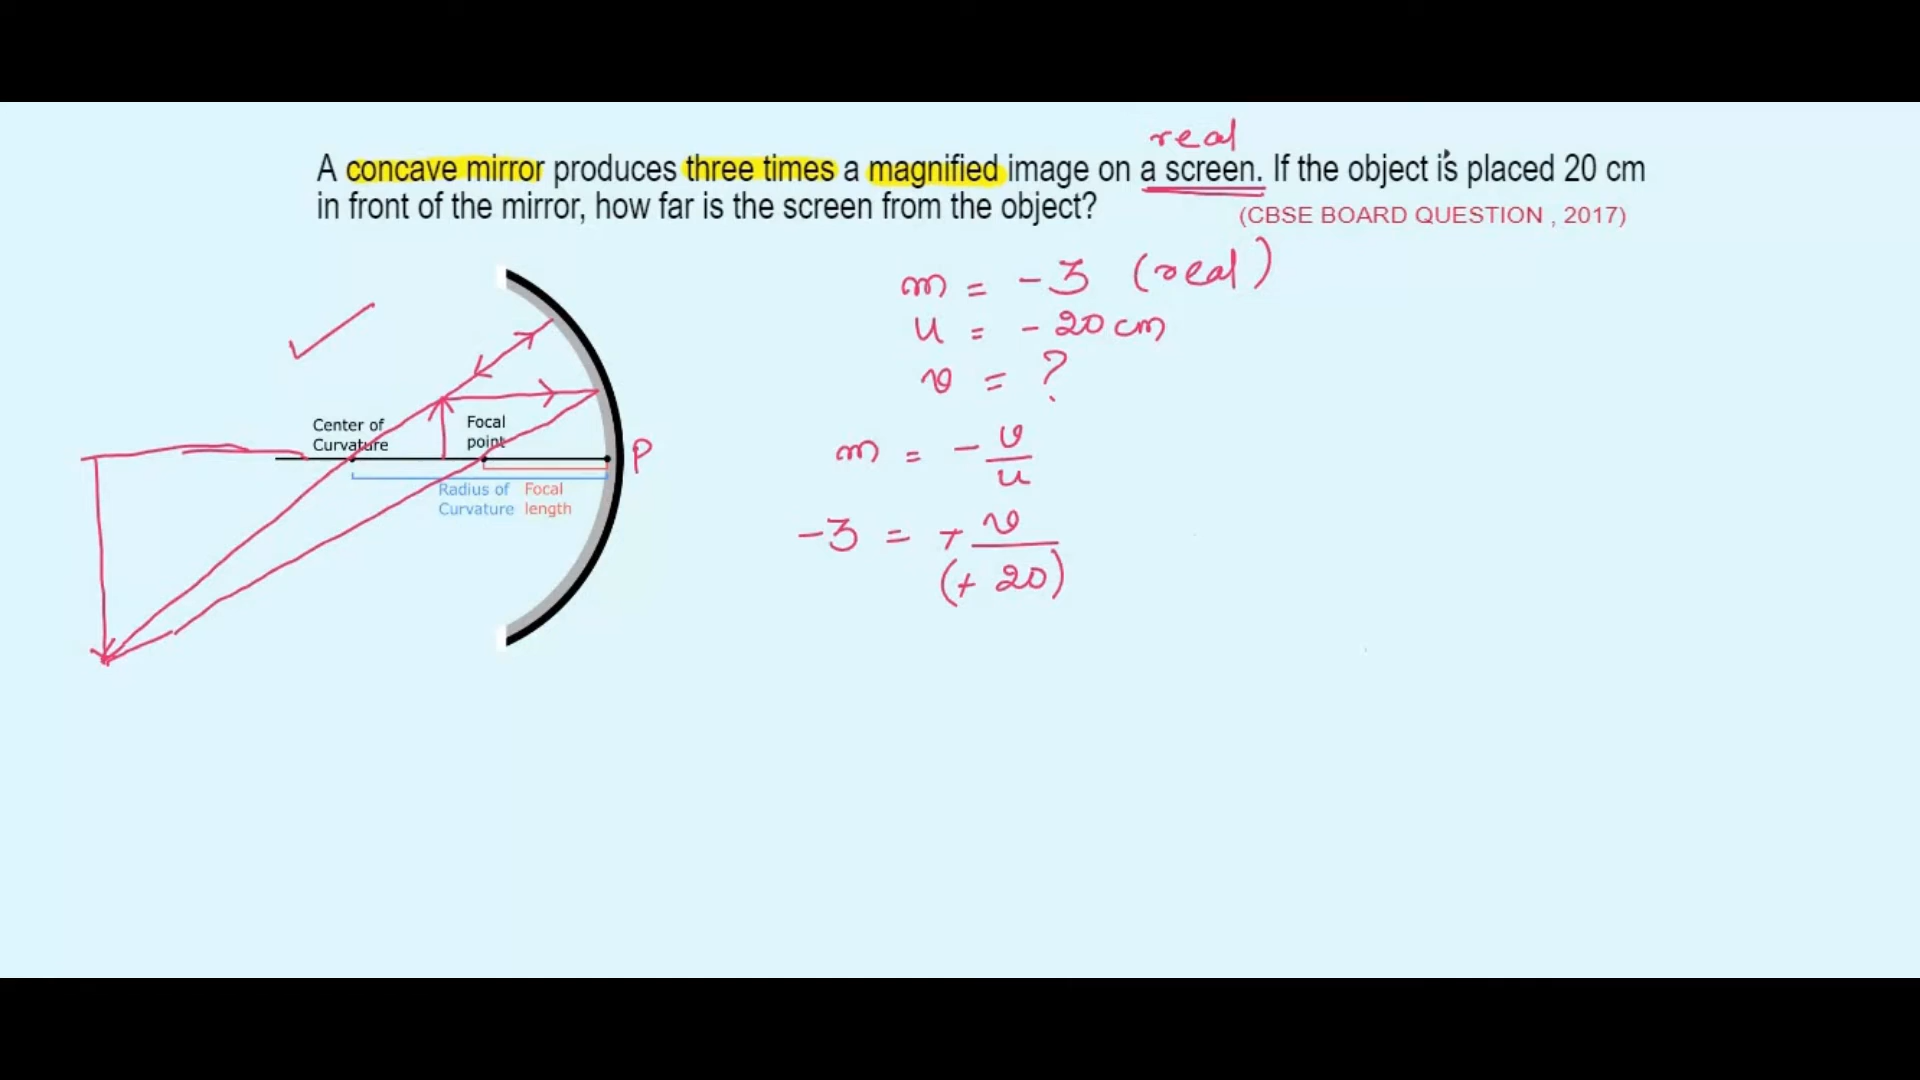 real
A concave mirror produces three times a magnified image on a screen. If the object is placed 20 cm
in front of the mirror, how far is the screen from the object?
(CBSE BOARD QUESTION , 2017)
m = -3 (real)
u = - 20 cm
v = ?
Center of
Curvature
Focal
point
P
Radius of
Curvature
Focal
length
m = - v/u
-3 = + v/(+ 20)